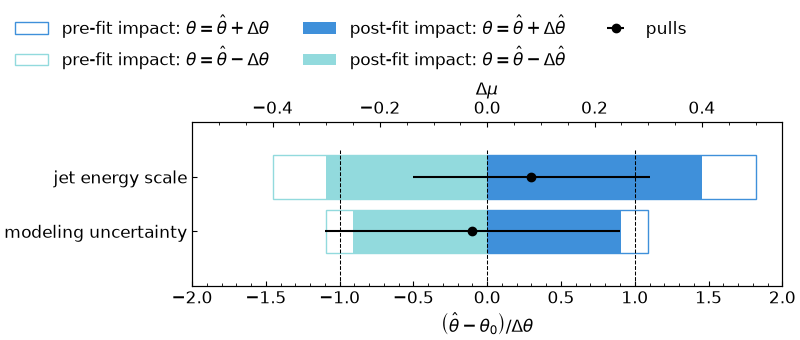 pre-fit impact: θ = θ̂ + Δθ post-fit impact: θ = θ̂ + Δθ̂ pulls
pre-fit impact: θ = θ̂ − Δθ post-fit impact: θ = θ̂ − Δθ̂
Δμ
−0.4 −0.2 0.0 0.2 0.4
jet energy scale
modeling uncertainty
−2.0 −1.5 −1.0 −0.5 0.0 0.5 1.0 1.5 2.0
(θ̂ − θ₀)/Δθ